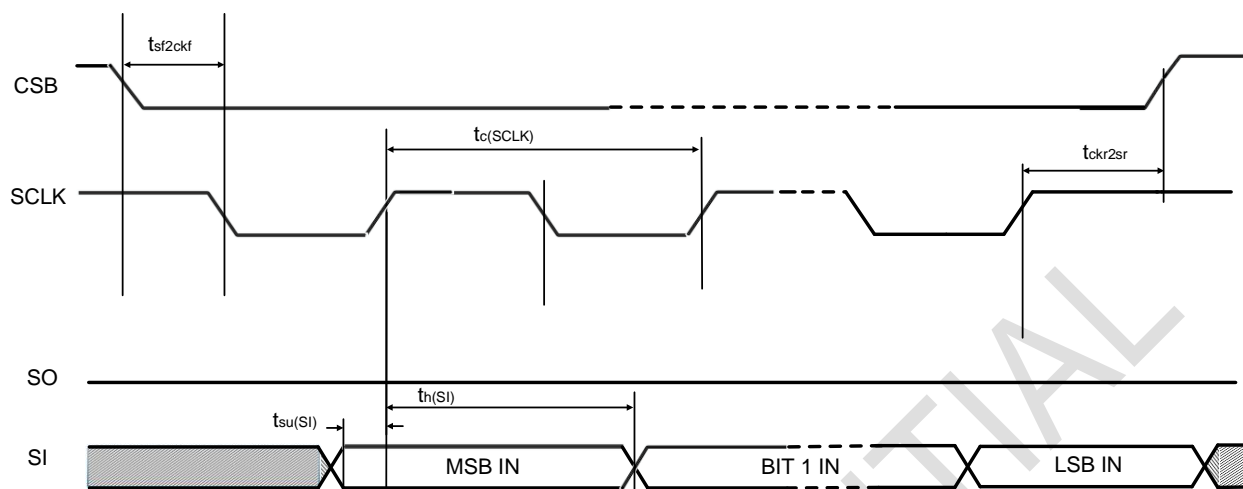 tsf2ckf
CSB
tc(SCLK)
tckr2sr
SCLK
SO
th(SI)
tsu(SI)
SI
MSB IN
BIT 1 IN
LSB IN